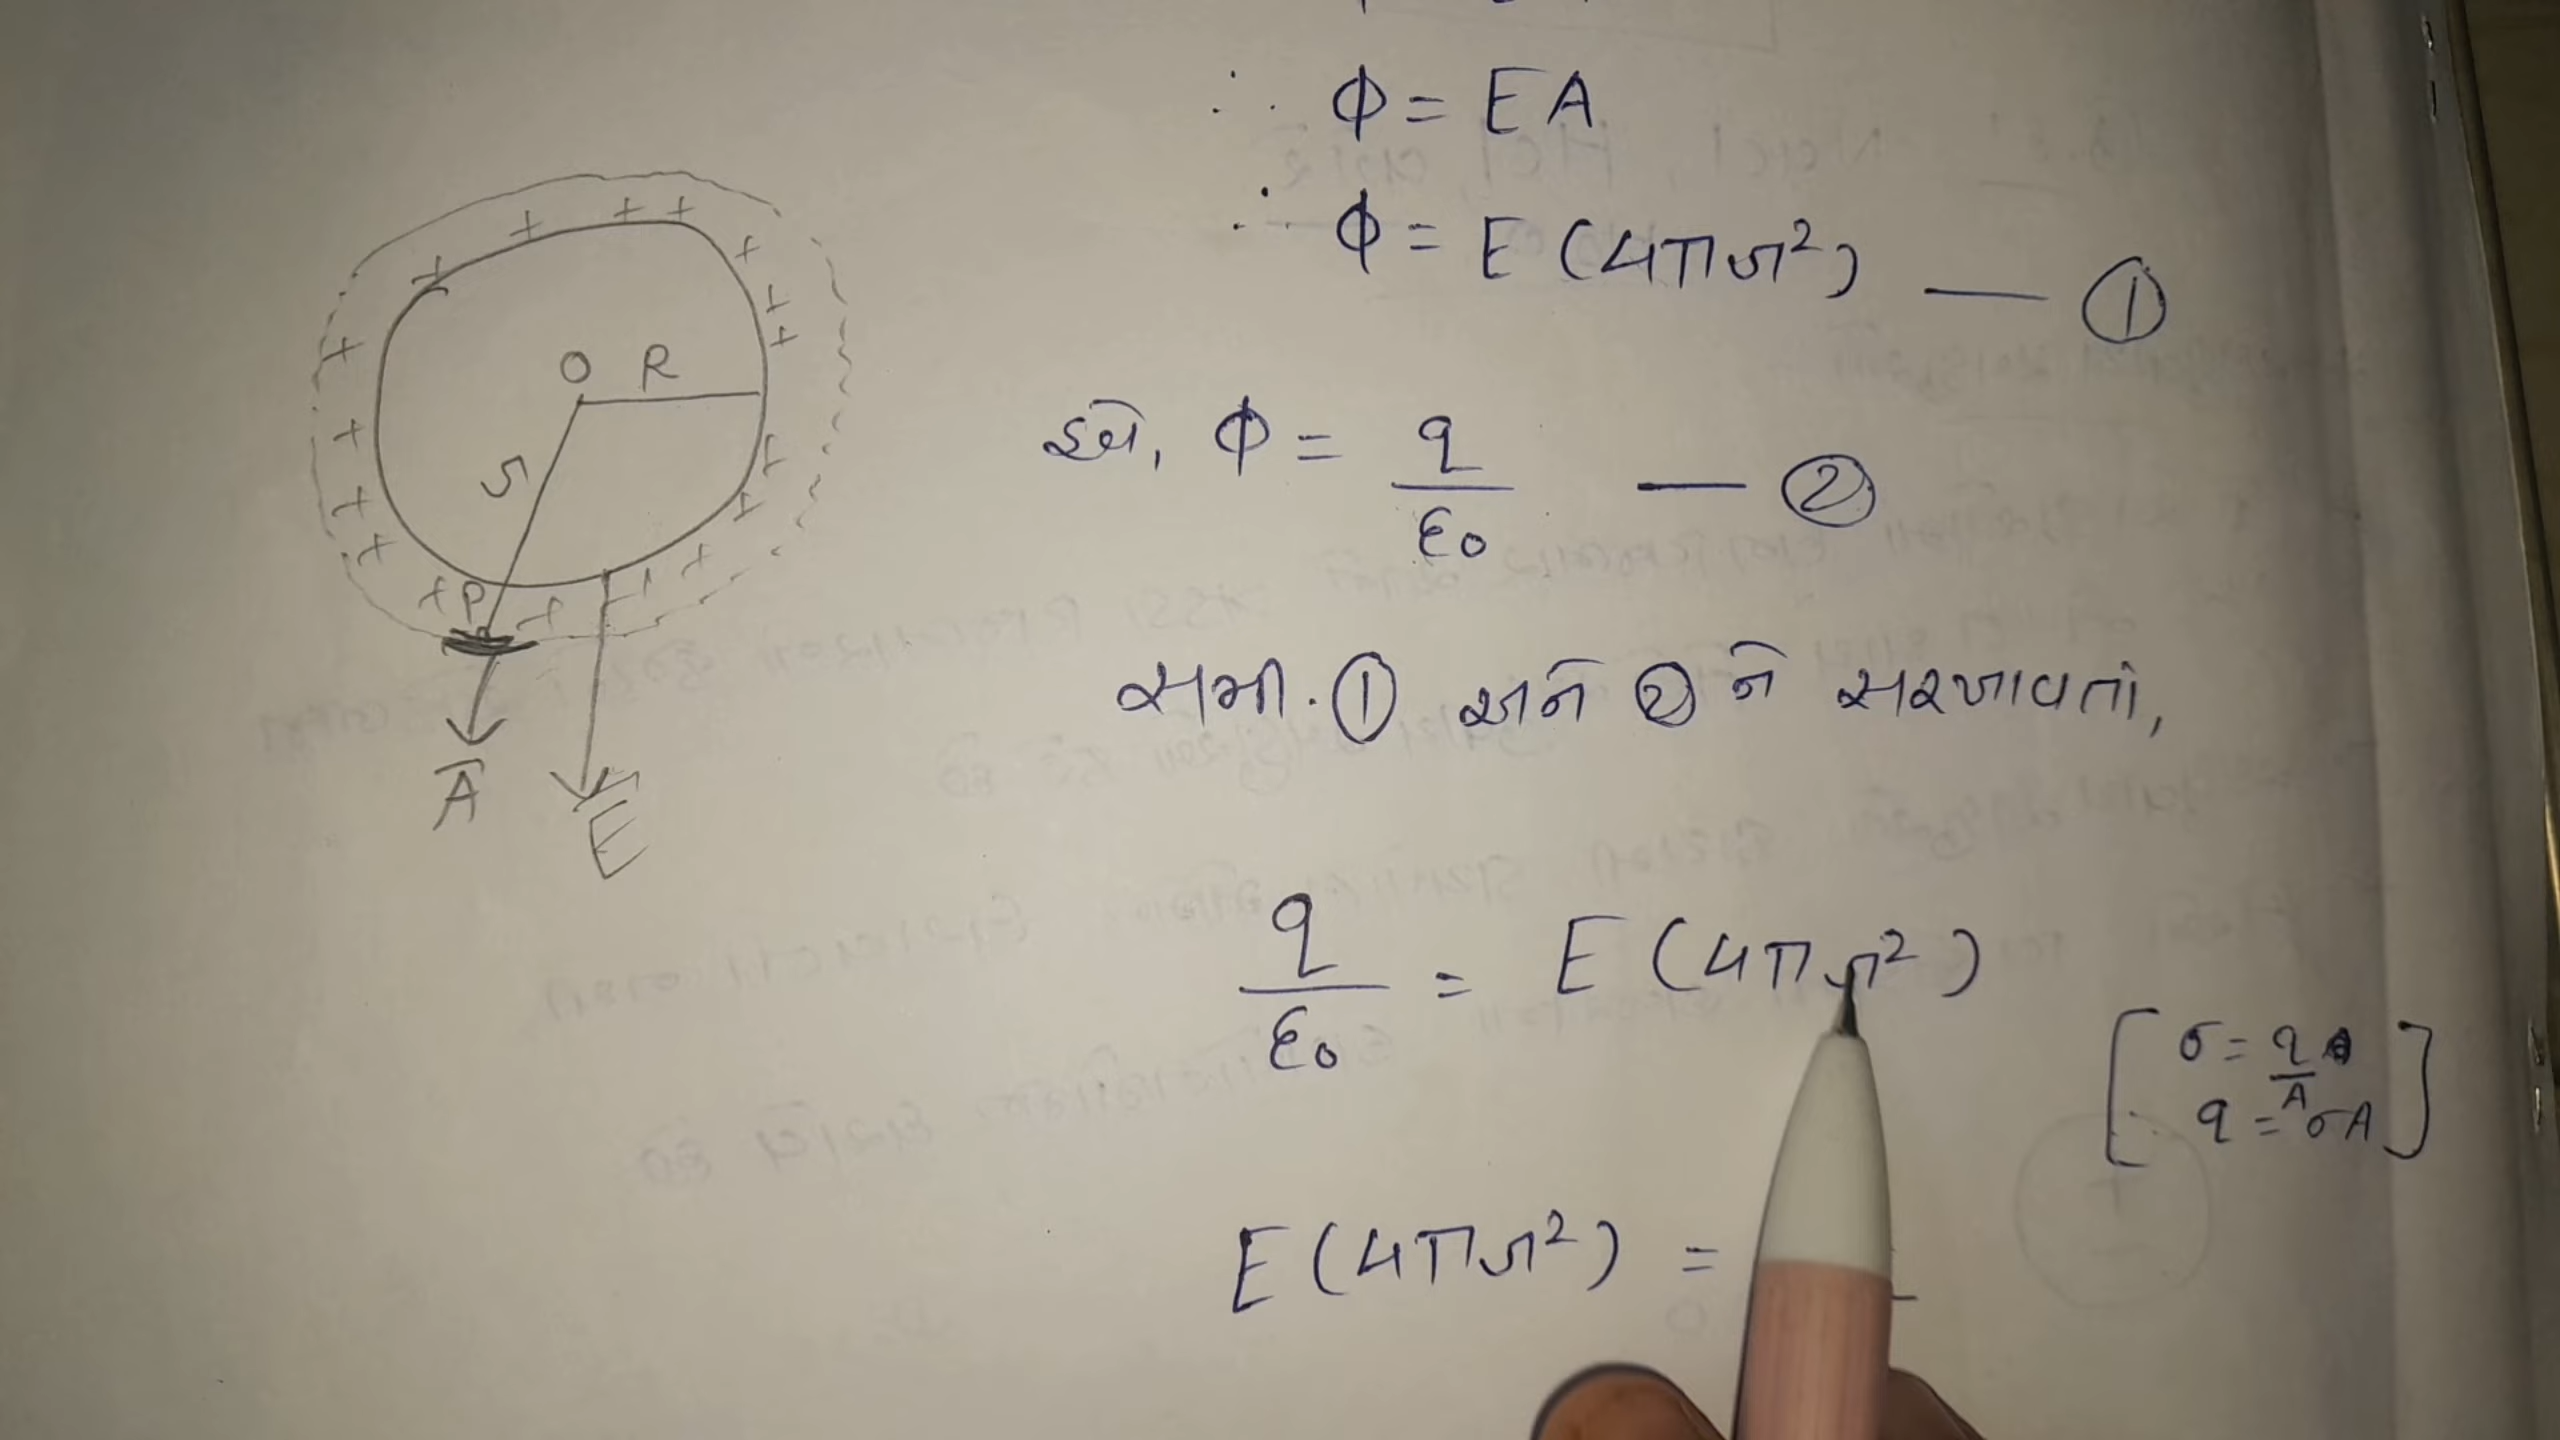 ∴ Φ = EA
∴ Φ = E (4πr²) — ①
હવે, Φ = q/ε₀ — ②
સમી. ① અને ② ને સરખાવતાં,
q/ε₀ = E (4πr²)
[ σ = q/A
q = σA ]
E (4πr²) =
+ + + + + + + + + + + + + + + + + + +
O R
r
P
A
E